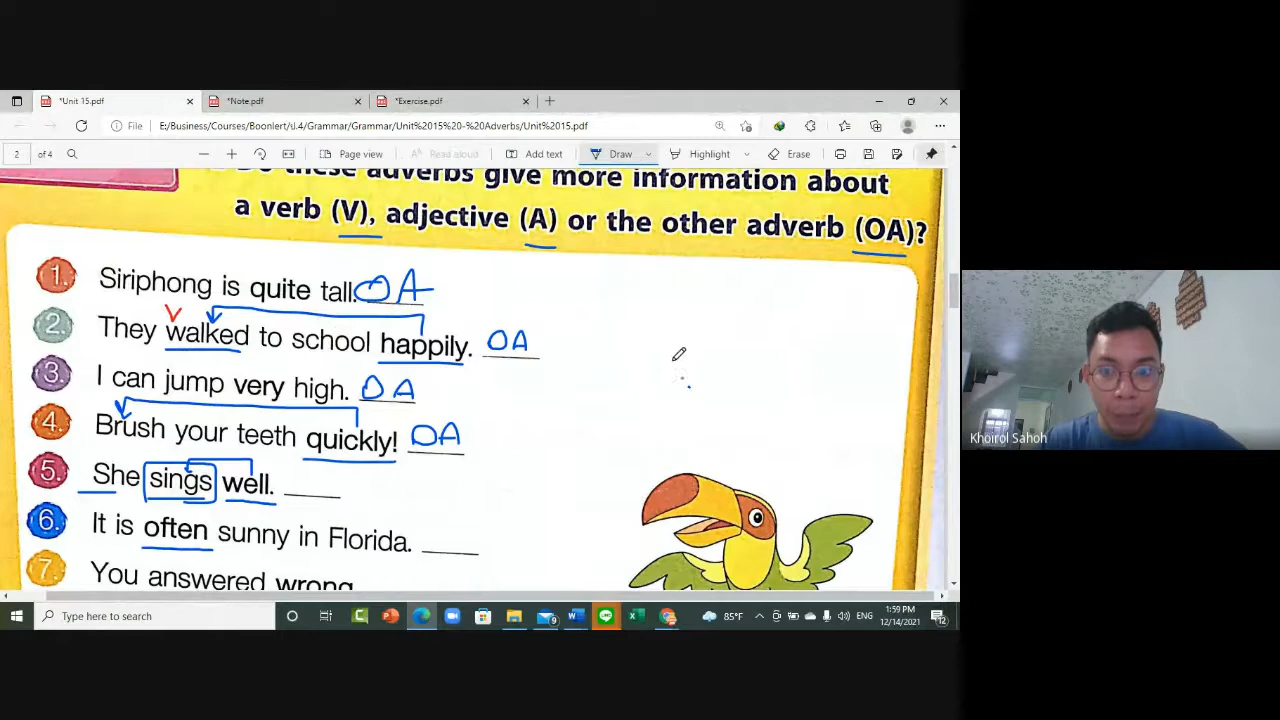 *Unit 15.pdf
*Note.pdf
*Exercise.pdf
File
E:/Business/Courses/Boonlert/ป.4/Grammar/Grammar/Unit%2015%20-%20Adverbs/Unit%2015.pdf
2 of 4
Page view
Read aloud
Add text
Draw
Highlight
Erase
Do these adverbs give more information about
a verb (V), adjective (A) or the other adverb (OA)?
1. Siriphong is quite tall. OA
V
2. They walked to school happily. OA
3. I can jump very high. OA
4. Brush your teeth quickly! OA
5. She sings well.
6. It is often sunny in Florida.
7. You answered wrong.
Khoirol Sahoh
Type here to search
9
85°F
ENG
1:59 PM
12/14/2021
12